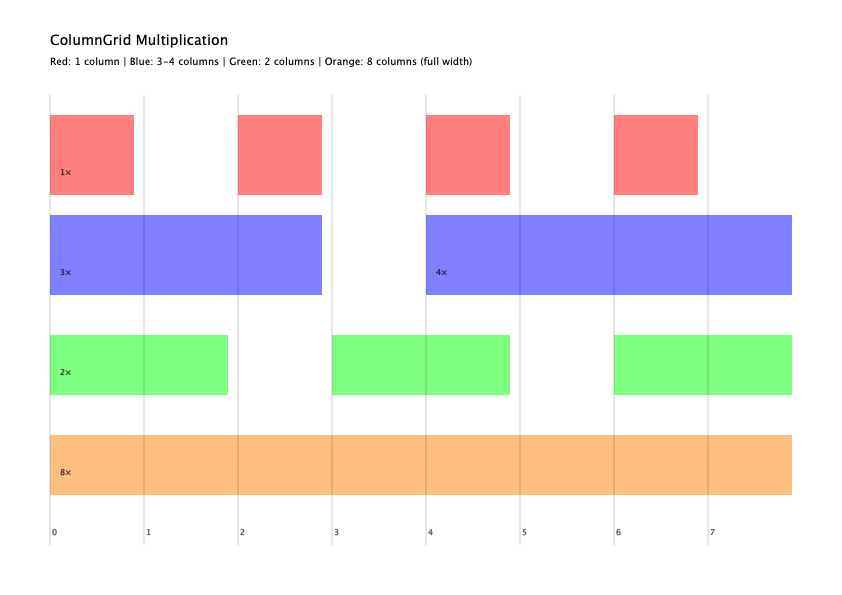 ColumnGrid Multiplication
Red: 1 column | Blue: 3-4 columns | Green: 2 columns | Orange: 8 columns (full width)
1×
3× 4×
2×
8×
0 1 2 3 4 5 6 7